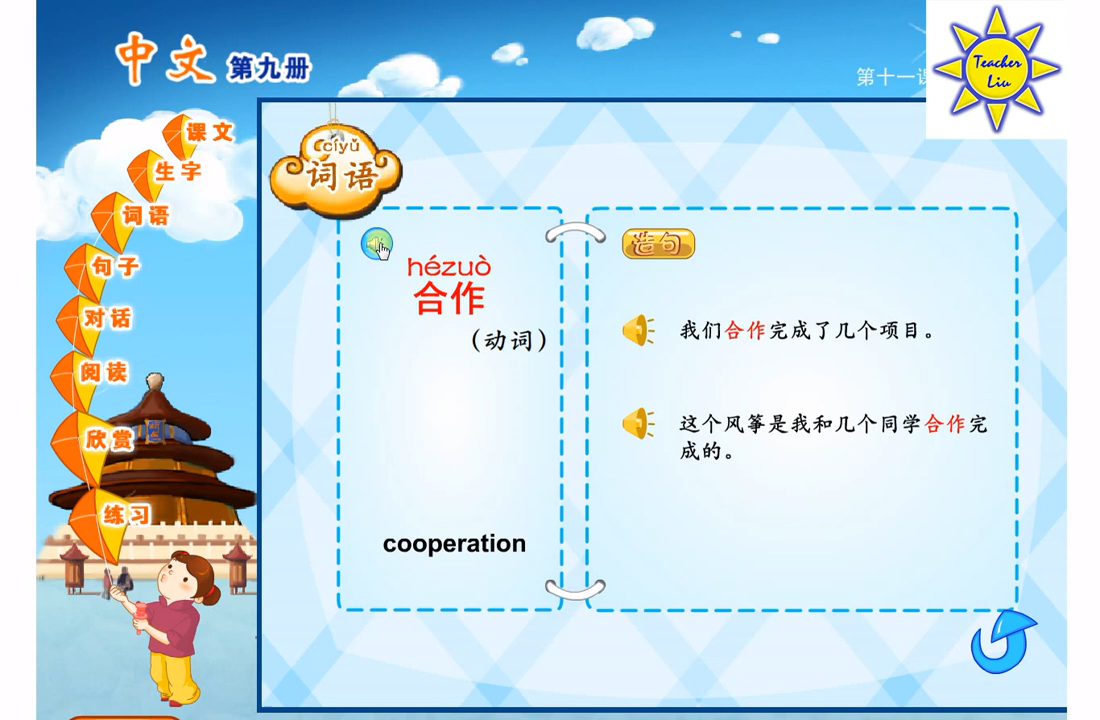 中文 第九册
第十一课
Teacher
Liu
课文
生字
词语
句子
对话
阅读
欣赏
练习
cíyǔ
词语
hézuò
合作
（动词）
cooperation
造句
我们合作完成了几个项目。
这个风筝是我和几个同学合作完
成的。